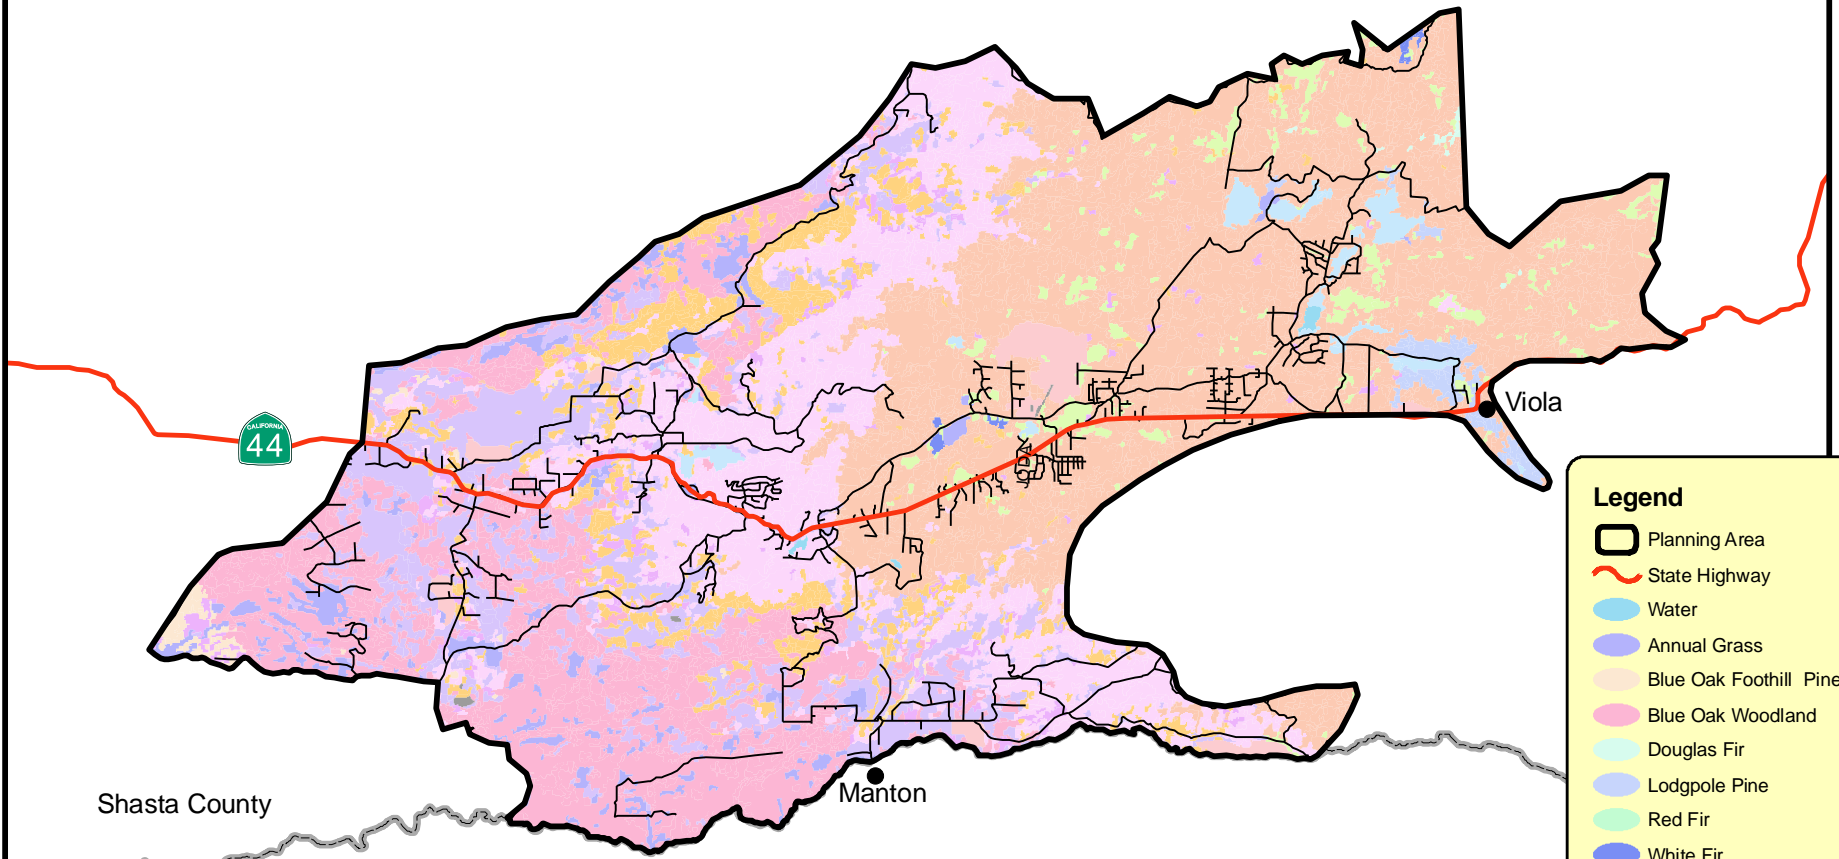 CALIFORNIA
44
Viola
Manton
Shasta County
Legend
Planning Area
State Highway
Water
Annual Grass
Blue Oak Foothill Pine
Blue Oak Woodland
Douglas Fir
Lodgpole Pine
Red Fir
White Fir